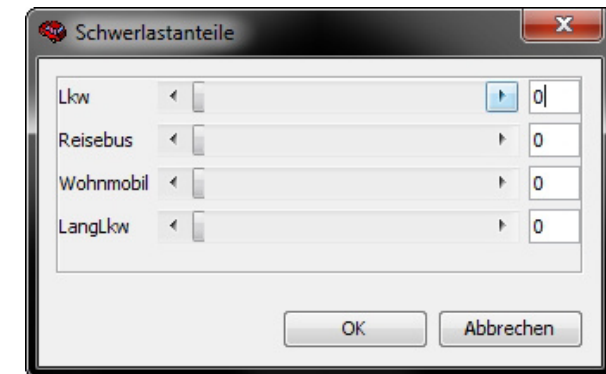 Schwerlastanteile
Lkw 0
Reisebus 0
Wohnmobil 0
LangLkw 0
OK Abbrechen